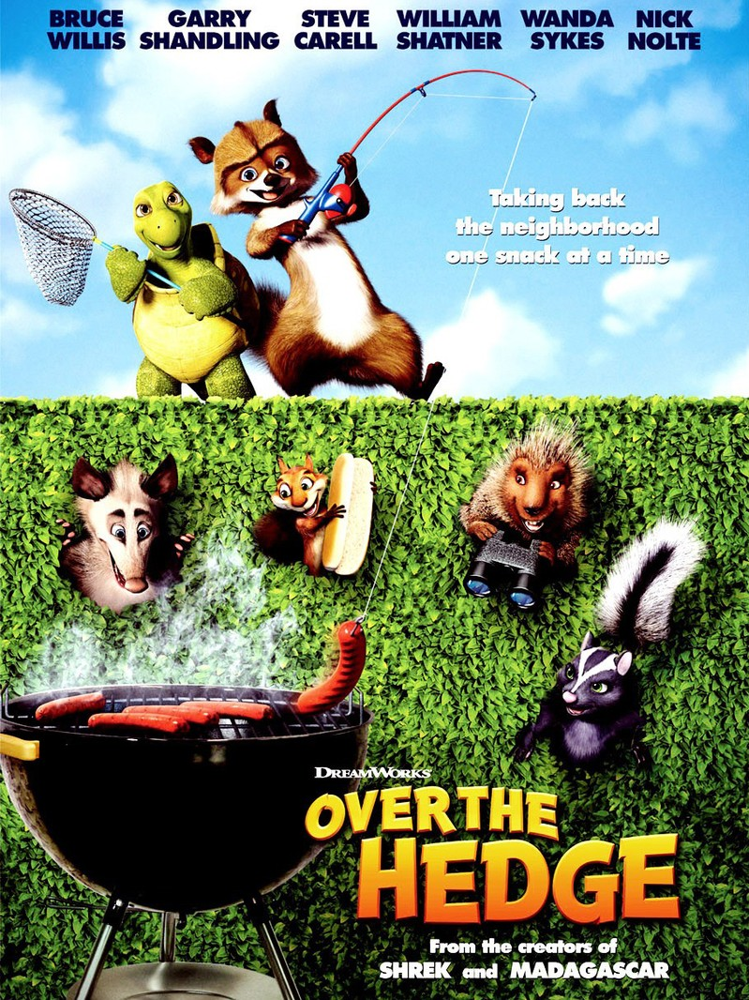 BRUCE WILLIS GARRY SHANDLING STEVE CARELL WILLIAM SHATNER WANDA SYKES NICK NOLTE
Taking back
the neighborhood
one snack at a time
DREAMWORKS
OVER THE
HEDGE
From the creators of
SHREK and MADAGASCAR